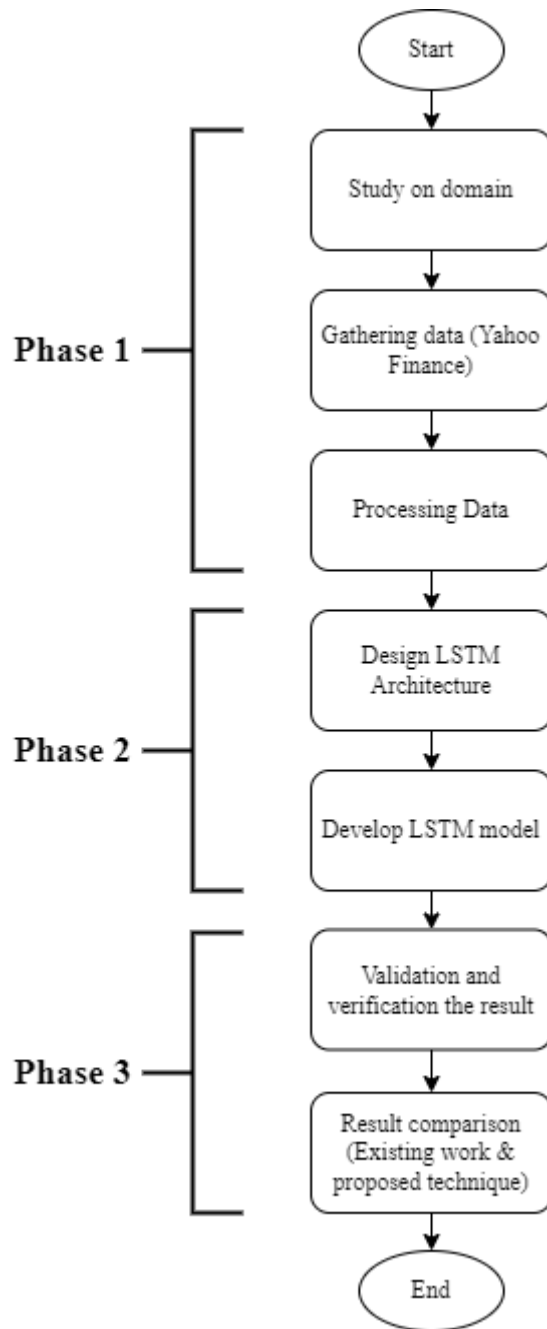 Start
Study on domain
Phase 1
Gathering data (Yahoo
Finance)
Processing Data
Design LSTM
Architecture
Phase 2
Develop LSTM model
Validation and
verification the result
Phase 3
Result comparison
(Existing work &
proposed technique)
End